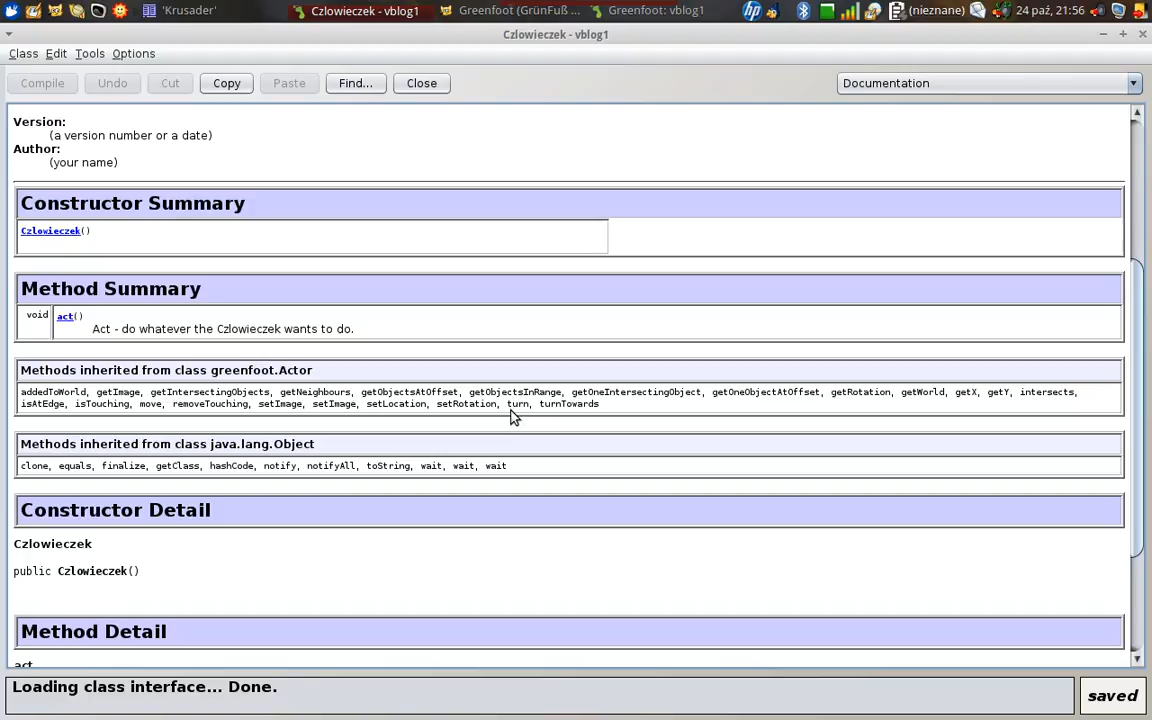 'Krusader' Czlowieczek - vblog1 Greenfoot (GrünFuß ... Greenfoot: vblog1 (nieznane) 24 paź, 21:56
Czlowieczek - vblog1
Class Edit Tools Options
Compile Undo Cut Copy Paste Find... Close Documentation
Version:
(a version number or a date)
Author:
(your name)
Constructor Summary
Czlowieczek()
Method Summary
void act()
Act - do whatever the Czlowieczek wants to do.
Methods inherited from class greenfoot.Actor
addedToWorld, getImage, getIntersectingObjects, getNeighbours, getObjectsAtOffset, getObjectsInRange, getOneIntersectingObject, getOneObjectAtOffset, getRotation, getWorld, getX, getY, intersects,
isAtEdge, isTouching, move, removeTouching, setImage, setImage, setLocation, setRotation, turn, turnTowards
Methods inherited from class java.lang.Object
clone, equals, finalize, getClass, hashCode, notify, notifyAll, toString, wait, wait, wait
Constructor Detail
Czlowieczek
public Czlowieczek()
Method Detail
act
Loading class interface... Done.
saved